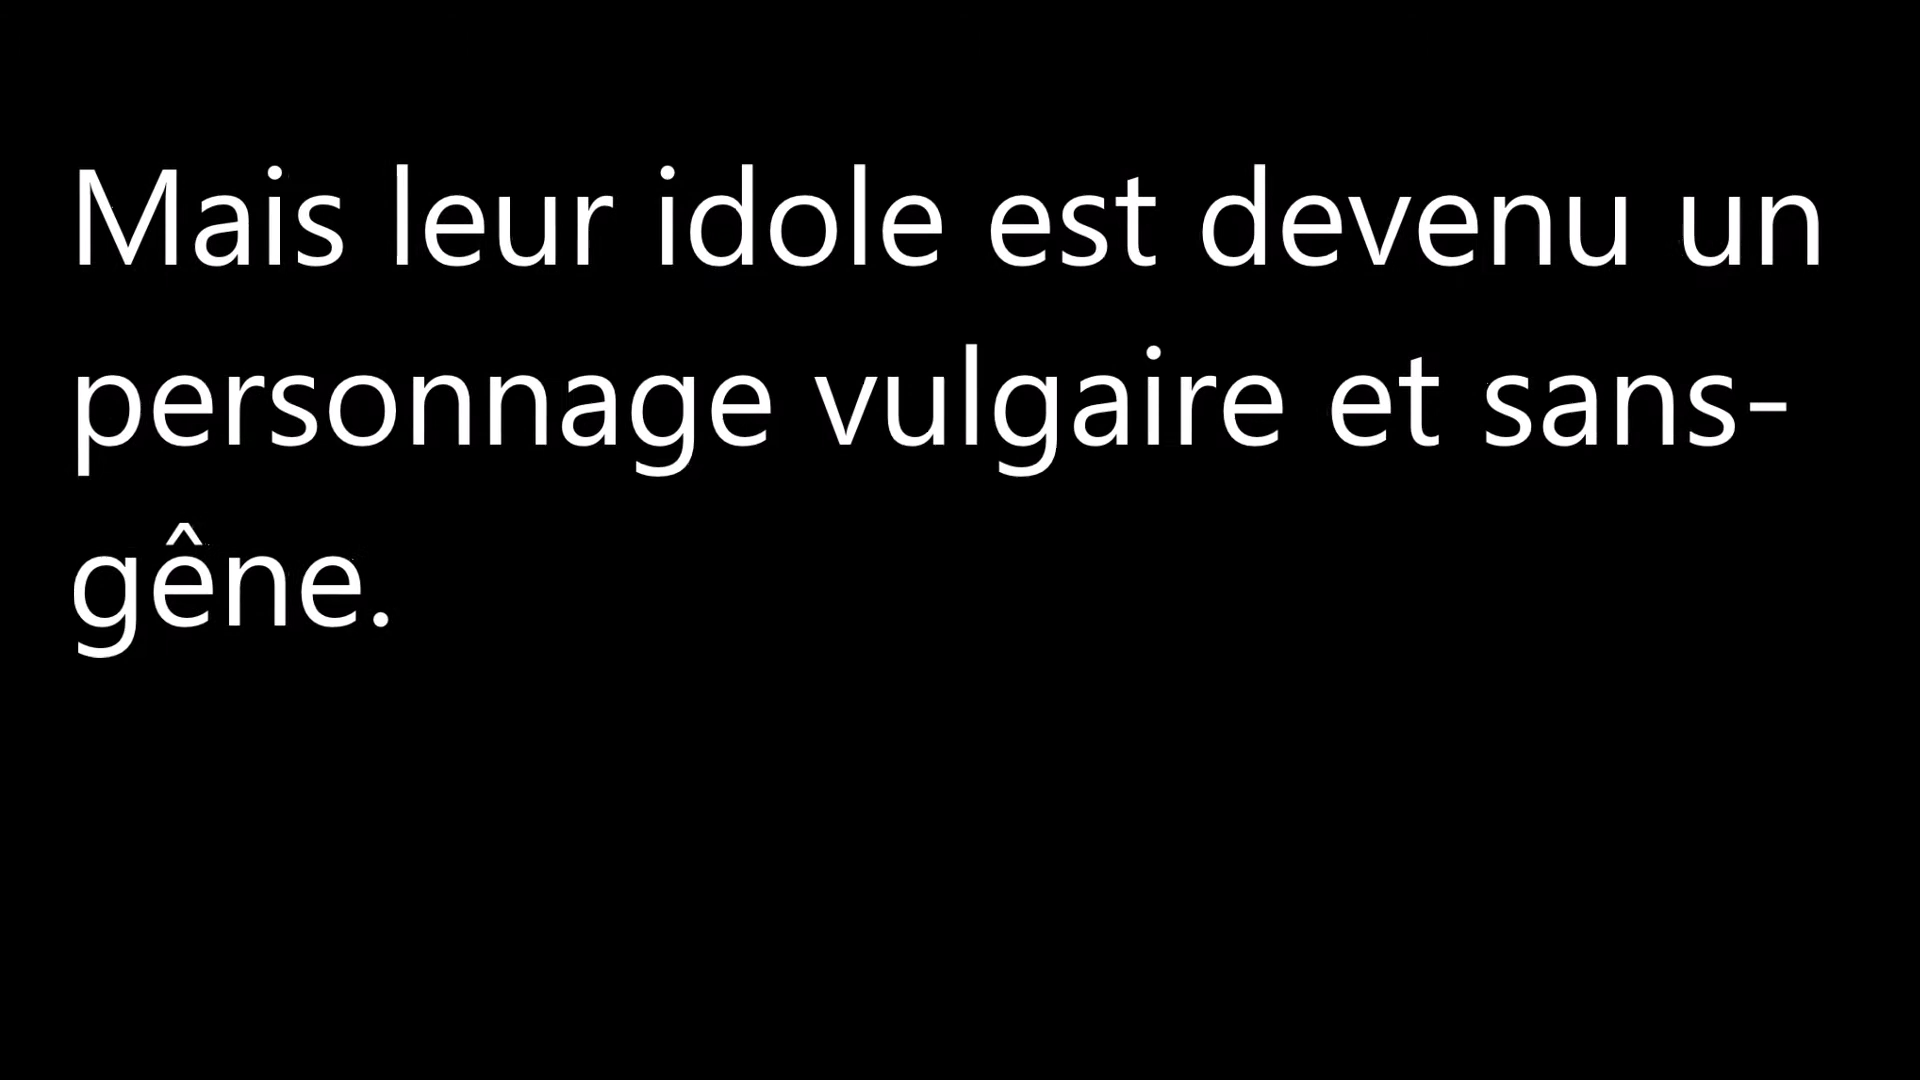 Mais leur idole est devenu un
personnage vulgaire et sans-
gêne.